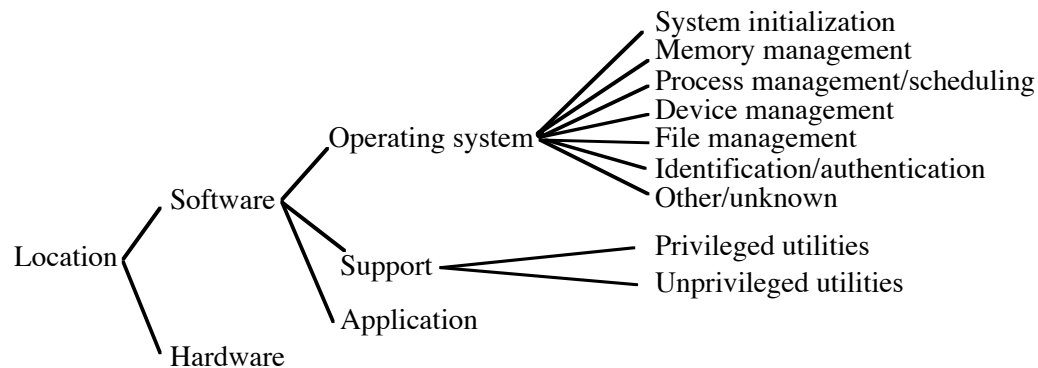 System initialization
Memory management
Process management/scheduling
Device management
Operating system
File management
Identification/authentication
Other/unknown
Software
Privileged utilities
Location
Support
Unprivileged utilities
Application
Hardware